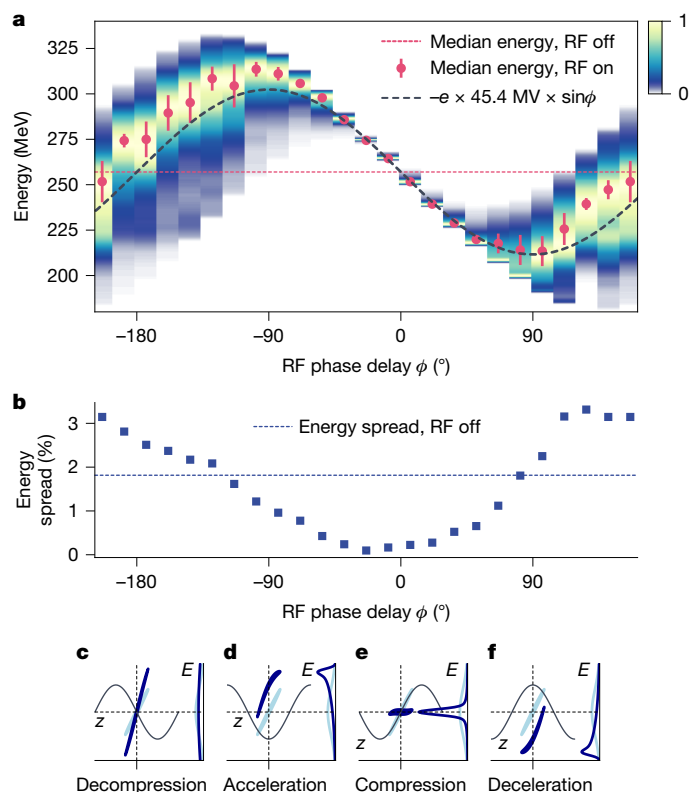 a
325
300
275
250
225
200
Energy (MeV)
Median energy, RF off
Median energy, RF on
−e × 45.4 MV × sinϕ
1
0
−180
−90
0
90
RF phase delay ϕ (°)
b
3
2
1
0
Energy
spread (%)
Energy spread, RF off
−180
−90
0
90
RF phase delay ϕ (°)
c
E
z
Decompression
d
E
z
Acceleration
e
E
z
Compression
f
E
z
Deceleration